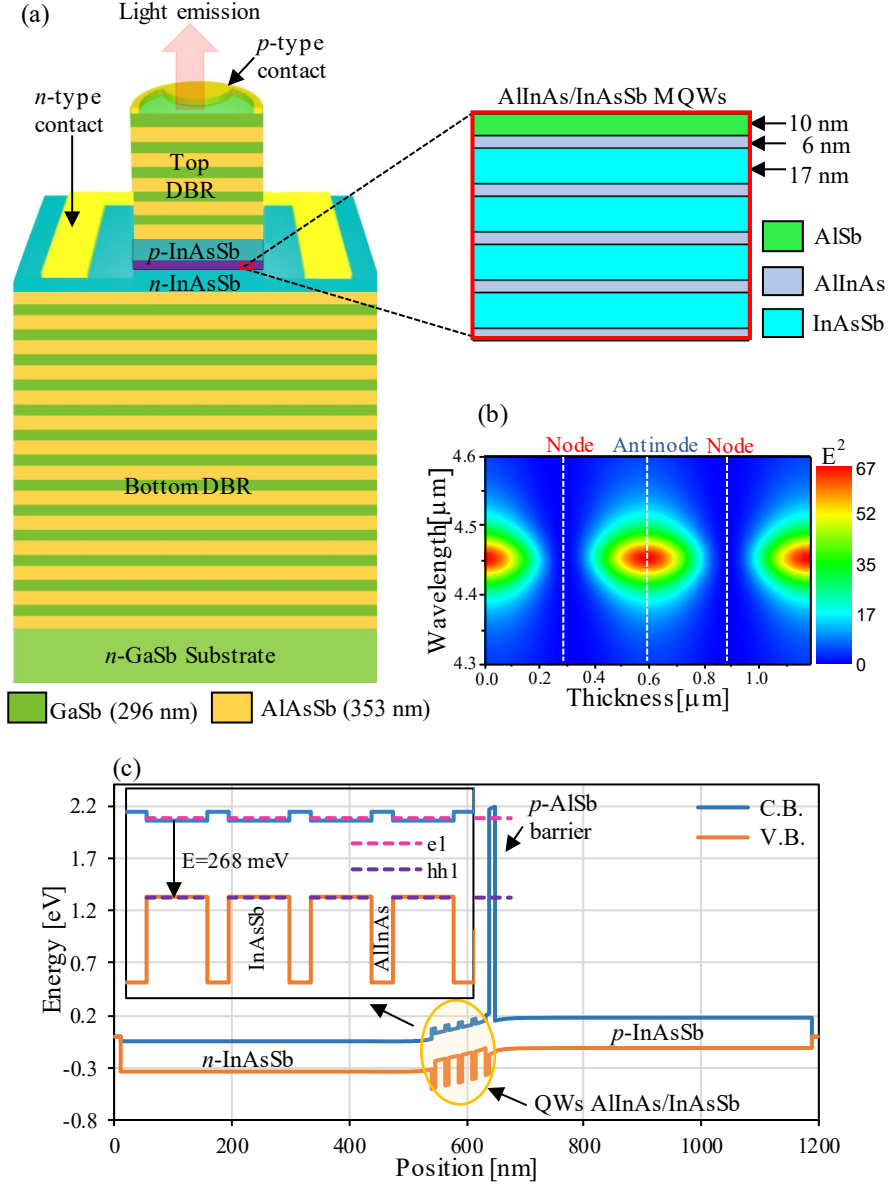 (a)
Light emission
p-type
contact
n-type
contact
Top
DBR
p-InAsSb
n-InAsSb
Bottom DBR
n-GaSb Substrate
GaSb (296 nm)
AlAsSb (353 nm)
AlInAs/InAsSb MQWs
10 nm
6 nm
17 nm
AlSb
AlInAs
InAsSb
(b)
Node Antinode Node
E2
4.6
4.5
4.4
4.3
Wavelength[μm]
0.0 0.2 0.4 0.6 0.8 1.0
Thickness[μm]
67
52
35
17
0
(c)
2.2
1.7
1.2
0.7
0.2
-0.3
-0.8
Energy [eV]
E=268 meV
e1
hh1
InAsSb
AlInAs
p-AlSb
barrier
C.B.
V.B.
n-InAsSb
p-InAsSb
QWs AlInAs/InAsSb
0 200 400 600 800 1000 1200
Position [nm]